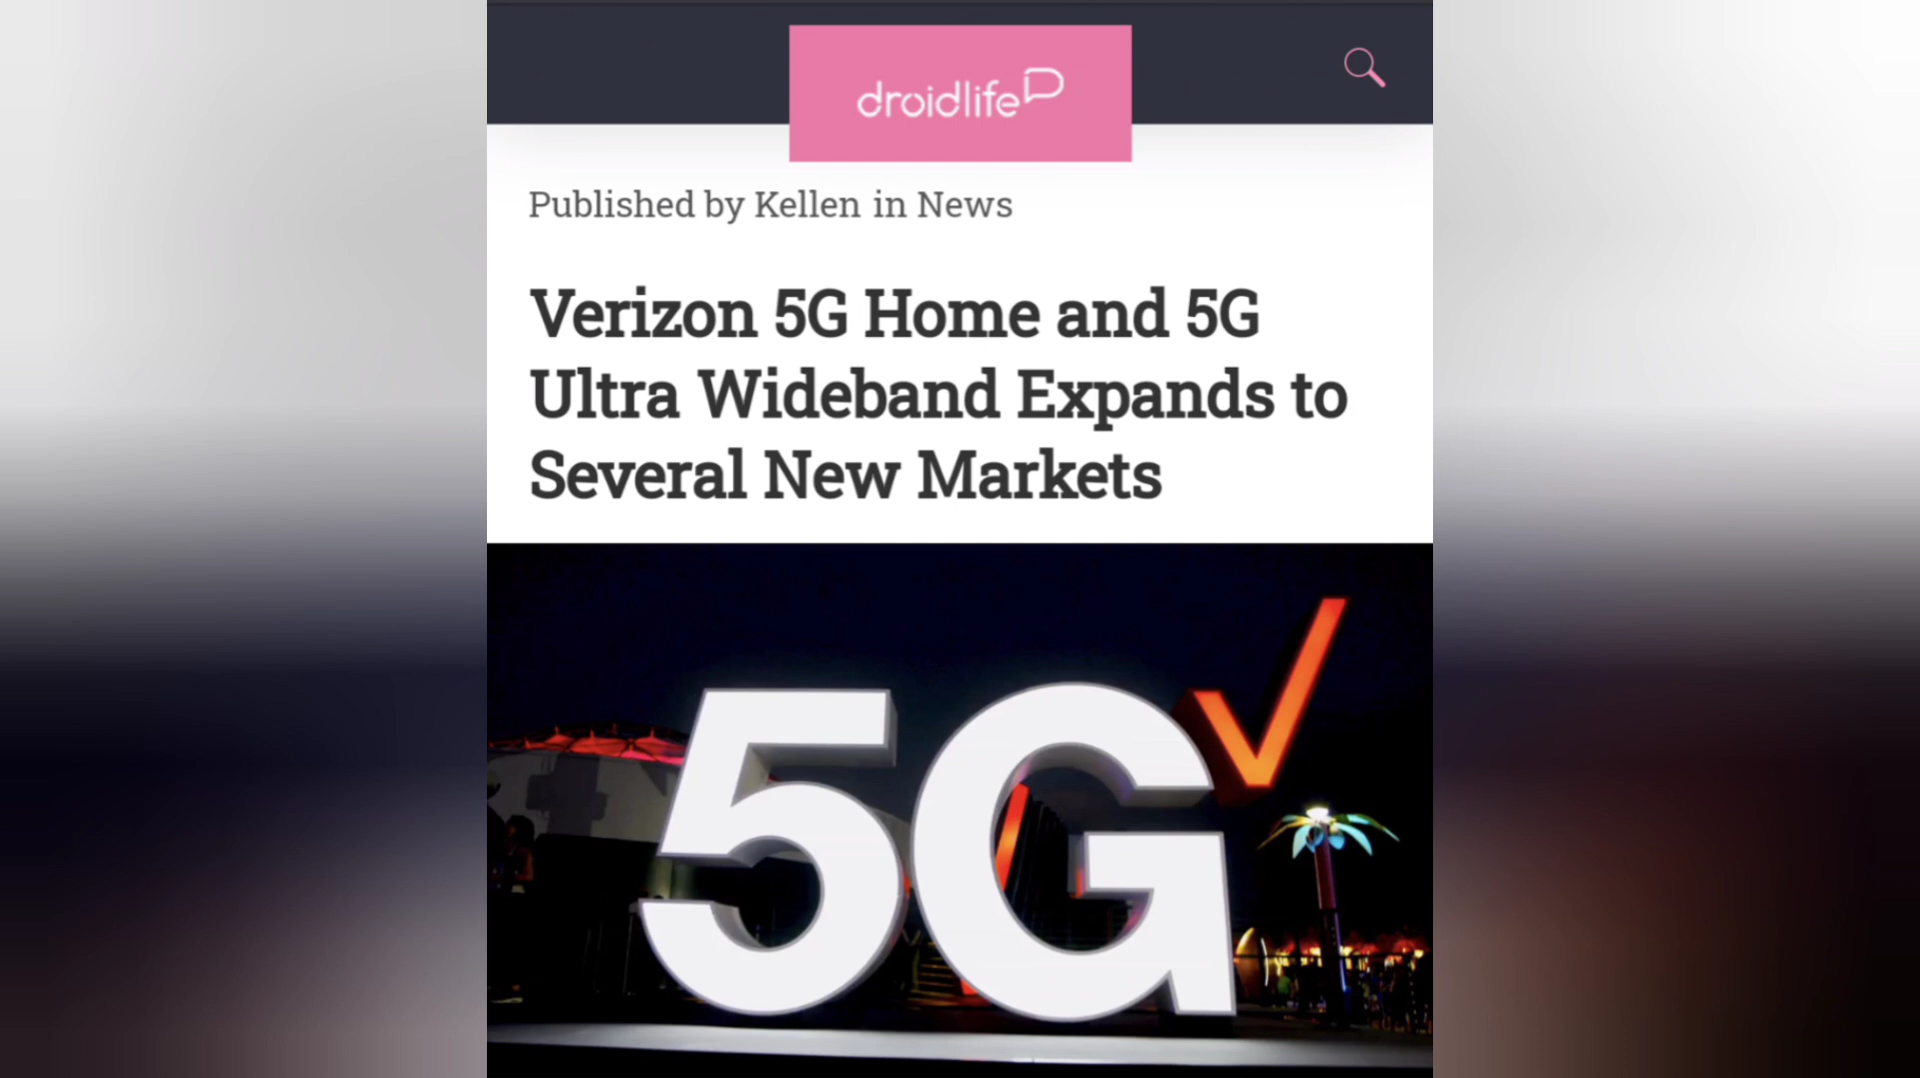 droidlife
Published by Kellen in News
Verizon 5G Home and 5G
Ultra Wideband Expands to
Several New Markets
5G